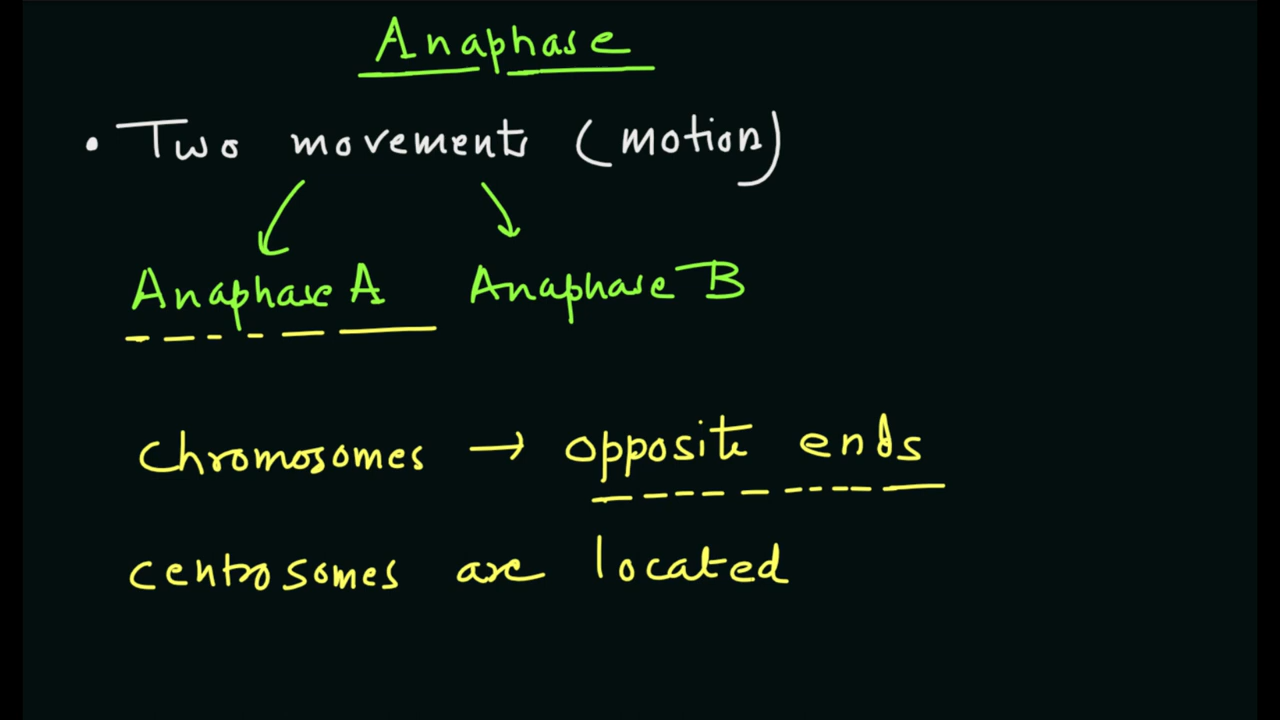 Anaphase
• Two movements (motion)
Anaphase A Anaphase B
chromosomes → opposite ends
centrosomes are located